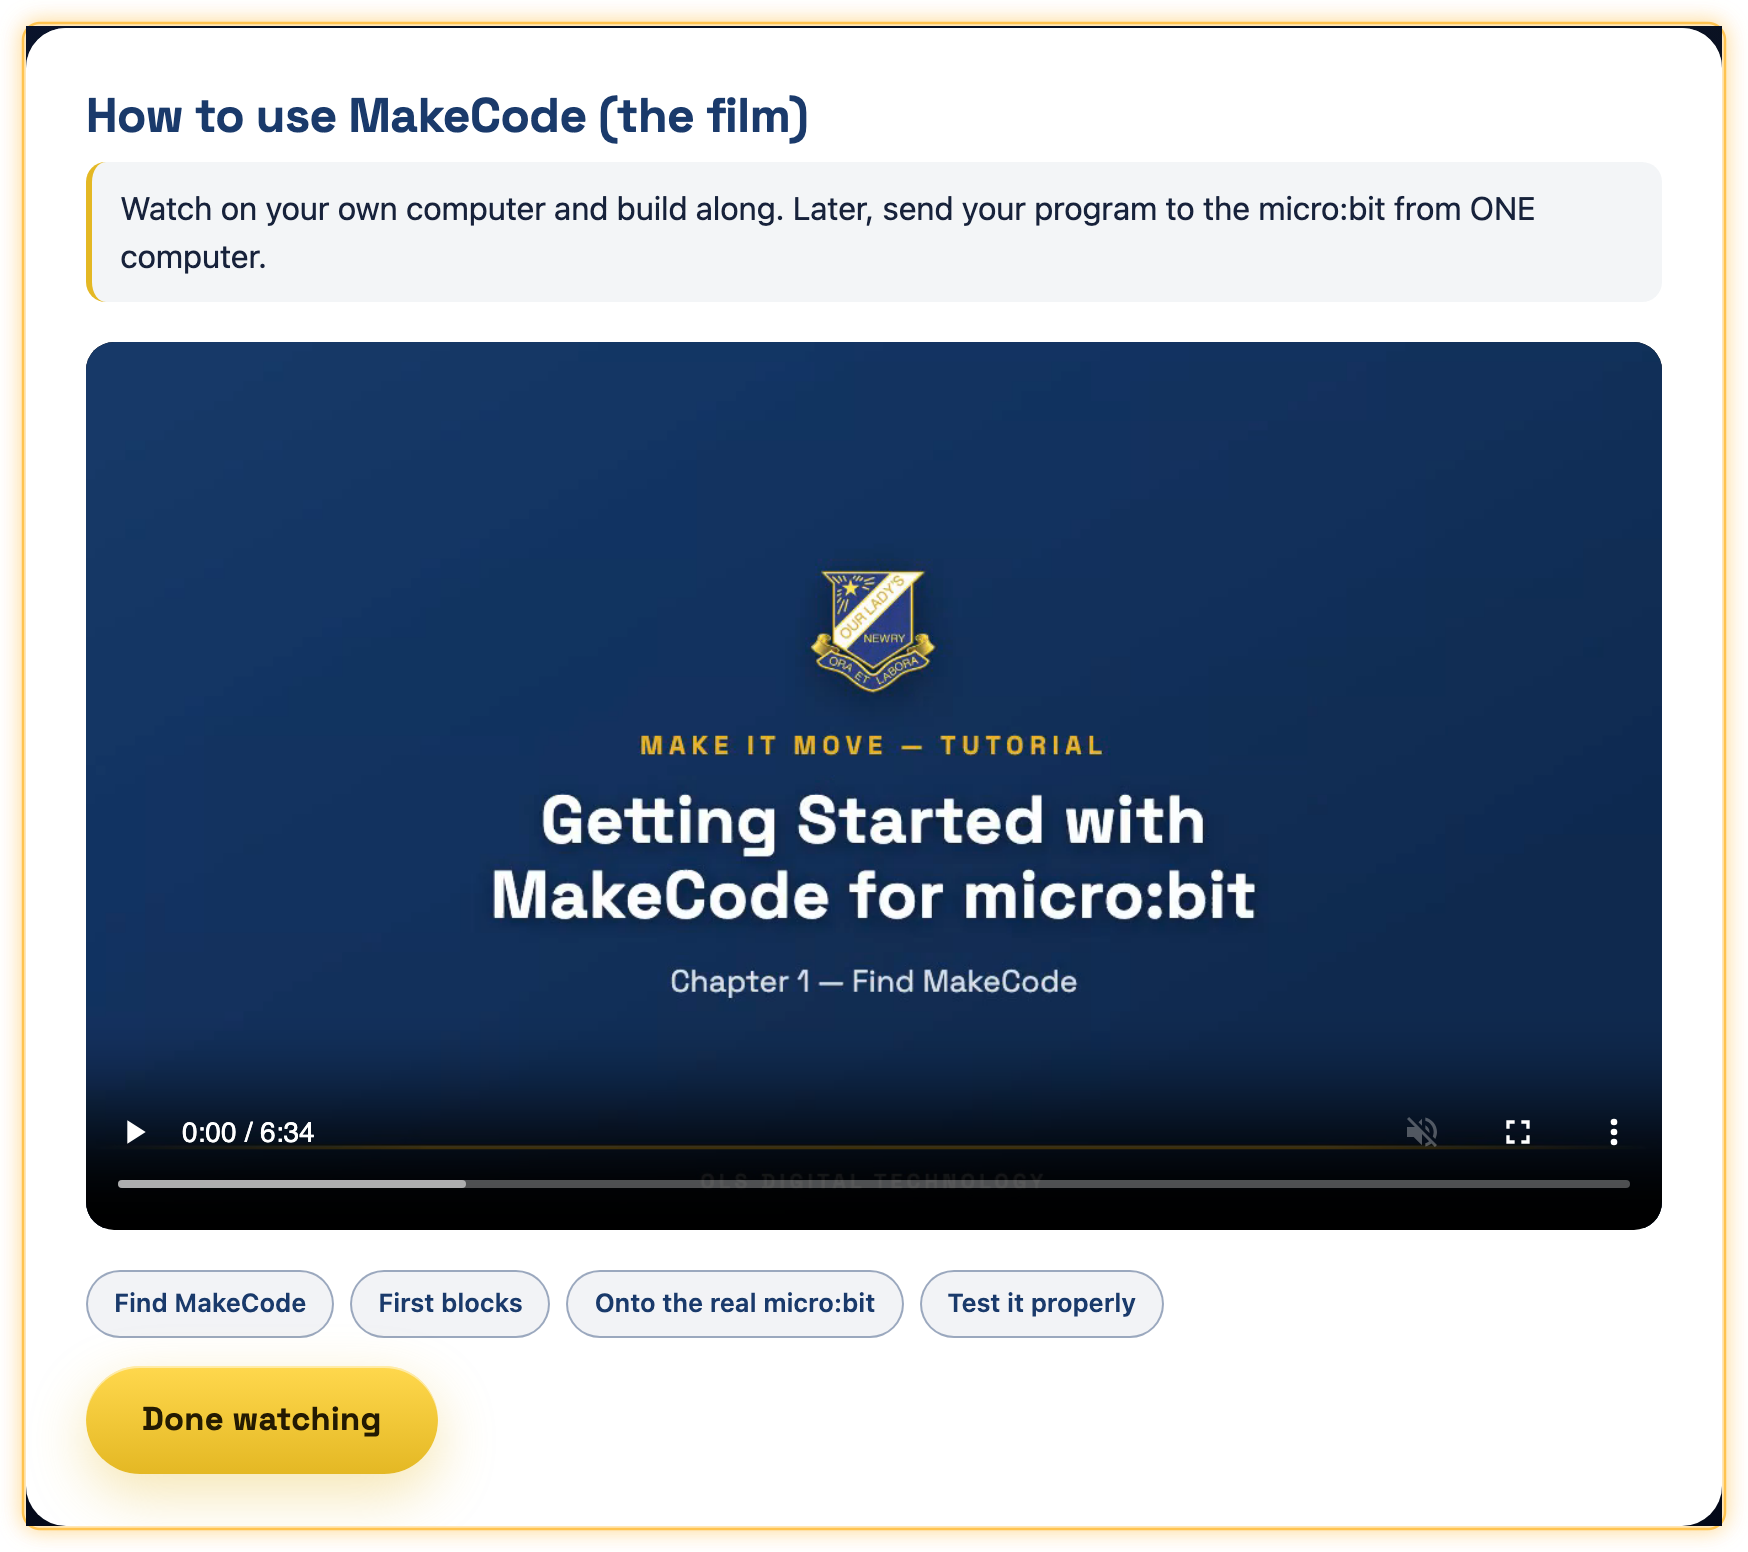 How to use MakeCode (the film)
Watch on your own computer and build along. Later, send your program to the micro:bit from ONE
computer.
OUR LADY'S
NEWRY
ORA ET LABORA
MAKE IT MOVE — TUTORIAL
Getting Started with
MakeCode for micro:bit
Chapter 1 — Find MakeCode
0:00 / 6:34
OLS DIGITAL TECHNOLOGY
Find MakeCode
First blocks
Onto the real micro:bit
Test it properly
Done watching